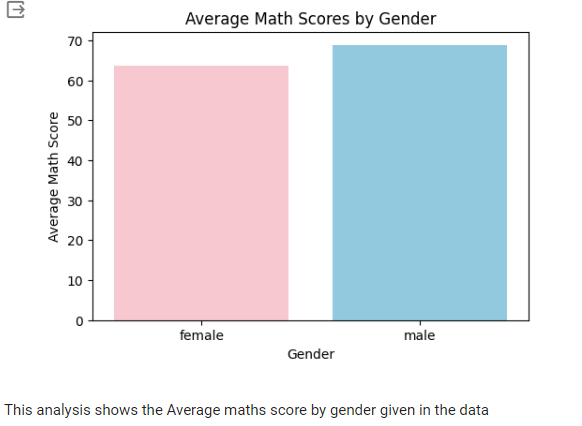 Average Math Scores by Gender
70
60
50
40
30
20
10
0
Average Math Score
female male
Gender
This analysis shows the Average maths score by gender given in the data